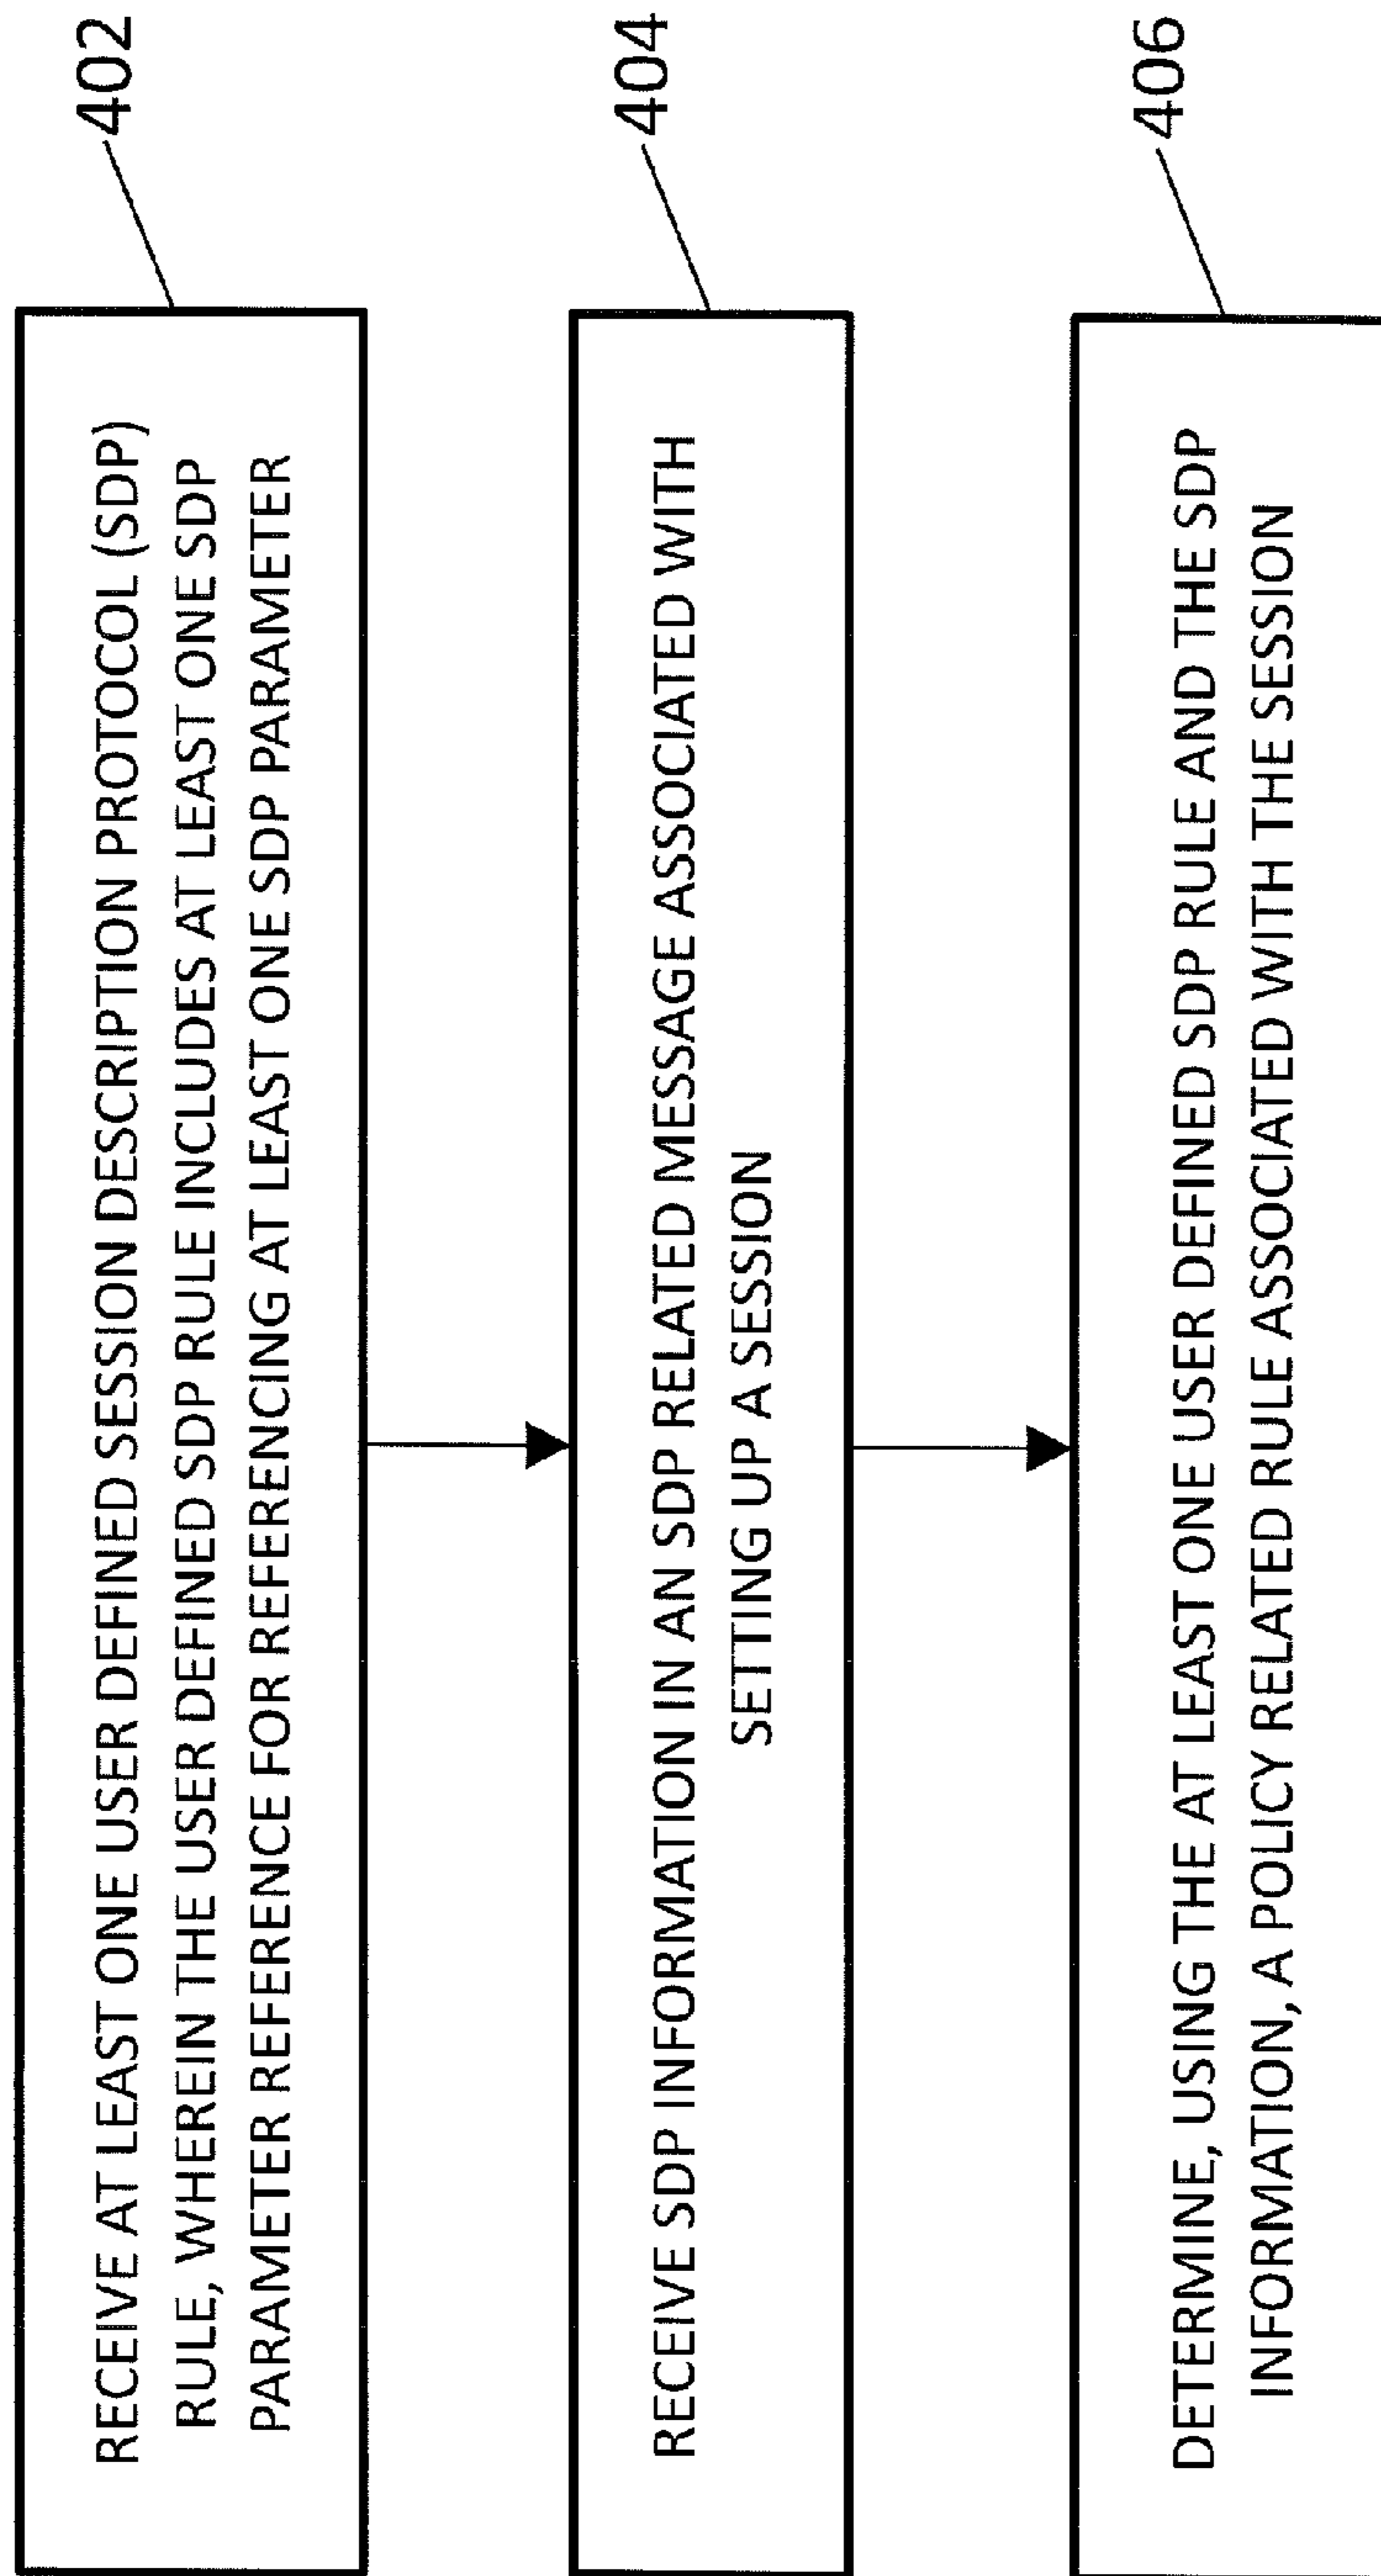 RECEIVE AT LEAST ONE USER DEFINED SESSION DESCRIPTION PROTOCOL (SDP)
RULE, WHEREIN THE USER DEFINED SDP RULE INCLUDES AT LEAST ONE SDP
PARAMETER REFERENCE FOR REFERENCING AT LEAST ONE SDP PARAMETER
402
RECEIVE SDP INFORMATION IN AN SDP RELATED MESSAGE ASSOCIATED WITH
SETTING UP A SESSION
404
DETERMINE, USING THE AT LEAST ONE USER DEFINED SDP RULE AND THE SDP
INFORMATION, A POLICY RELATED RULE ASSOCIATED WITH THE SESSION
406